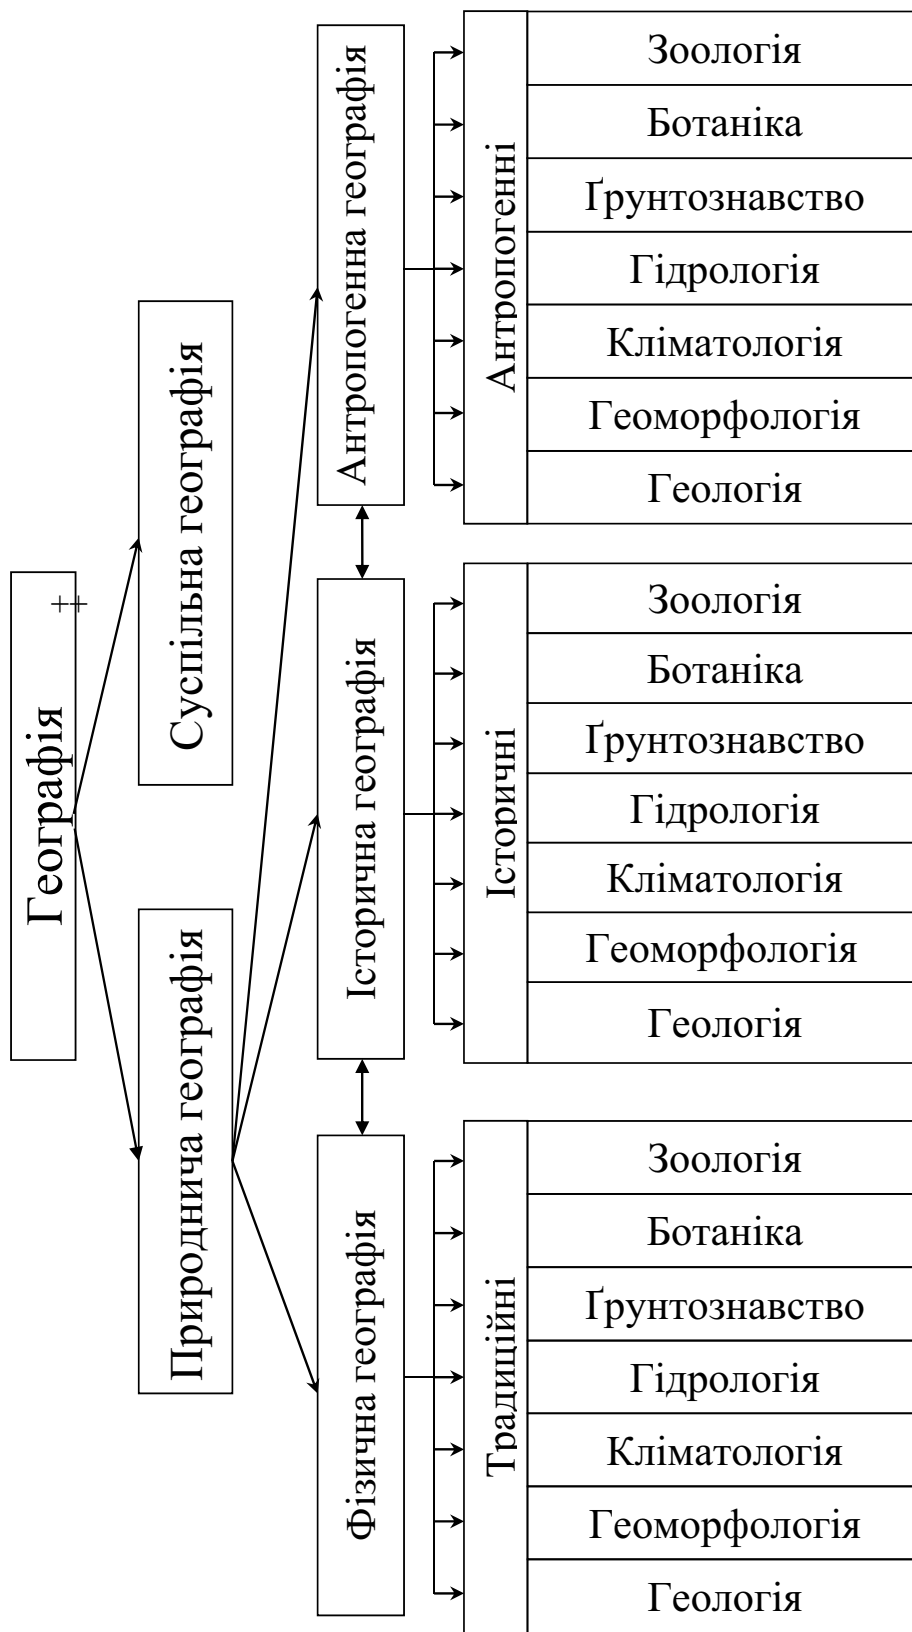 Географія
++
Природнича географія
Суспільна географія
Фізична географія
Історична географія
Антропогенна географія
Антропогенні
Зоологія
Ботаніка
Ґрунтознавство
Гідрологія
Кліматологія
Геоморфологія
Геологія
Історичні
Зоологія
Ботаніка
Ґрунтознавство
Гідрологія
Кліматологія
Геоморфологія
Геологія
Традиційні
Зоологія
Ботаніка
Ґрунтознавство
Гідрологія
Кліматологія
Геоморфологія
Геологія